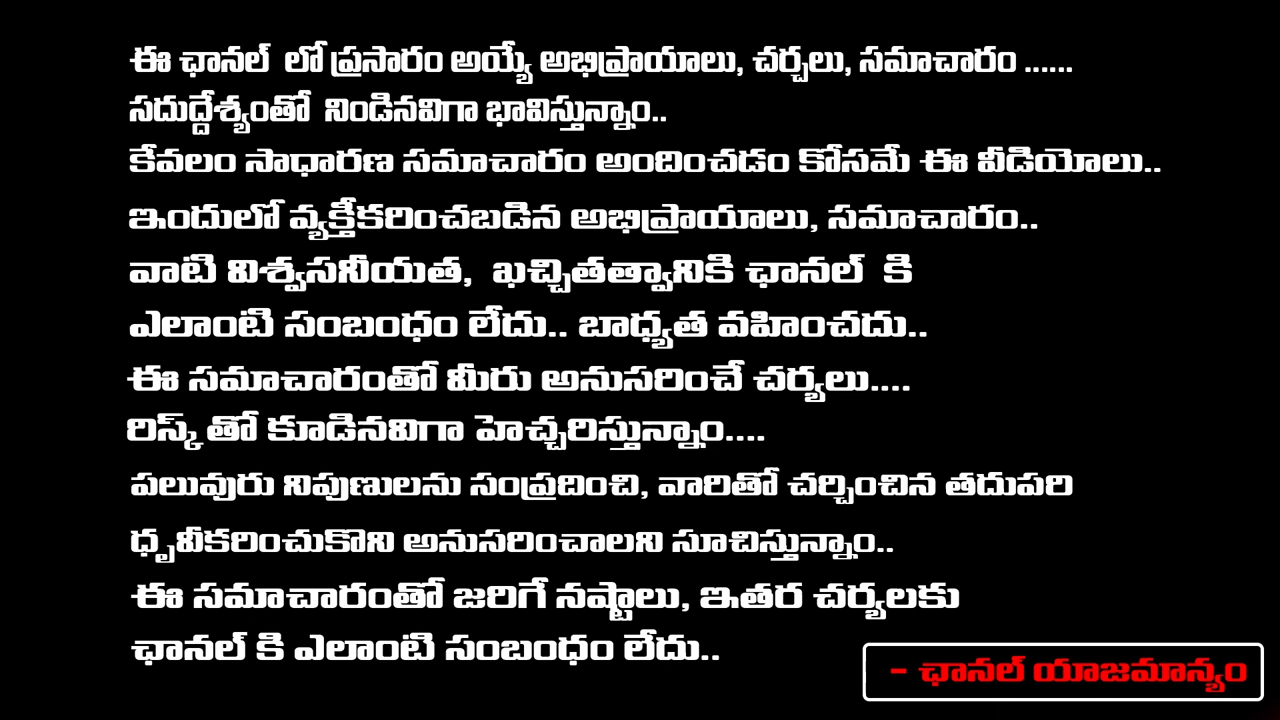 ఈ ఛానల్ లో ప్రసారం అయ్యే అభిప్రాయాలు, చర్చలు, సమాచారం ......
సదుద్దేశ్యంతో నిండినవిగా భావిస్తున్నాం..
కేవలం సాధారణ సమాచారం అందించడం కోసమే ఈ వీడియోలు..
ఇందులో వ్యక్తీకరించబడిన అభిప్రాయాలు, సమాచారం..
వాటి విశ్వసనీయత, ఖచ్చితత్వానికి ఛానల్ కి
ఎలాంటి సంబంధం లేదు.. బాధ్యత వహించదు..
ఈ సమాచారంతో మీరు అనుసరించే చర్యలు....
రిస్క్ తో కూడినవిగా హెచ్చరిస్తున్నాం....
పలువురు నిపుణులను సంప్రదించి, వారితో చర్చించిన తదుపరి
ధృవీకరించుకొని అనుసరించాలని సూచిస్తున్నాం..
ఈ సమాచారంతో జరిగే నష్టాలు, ఇతర చర్యలకు
ఛానల్ కి ఎలాంటి సంబంధం లేదు..
- ఛానల్ యాజమాన్యం